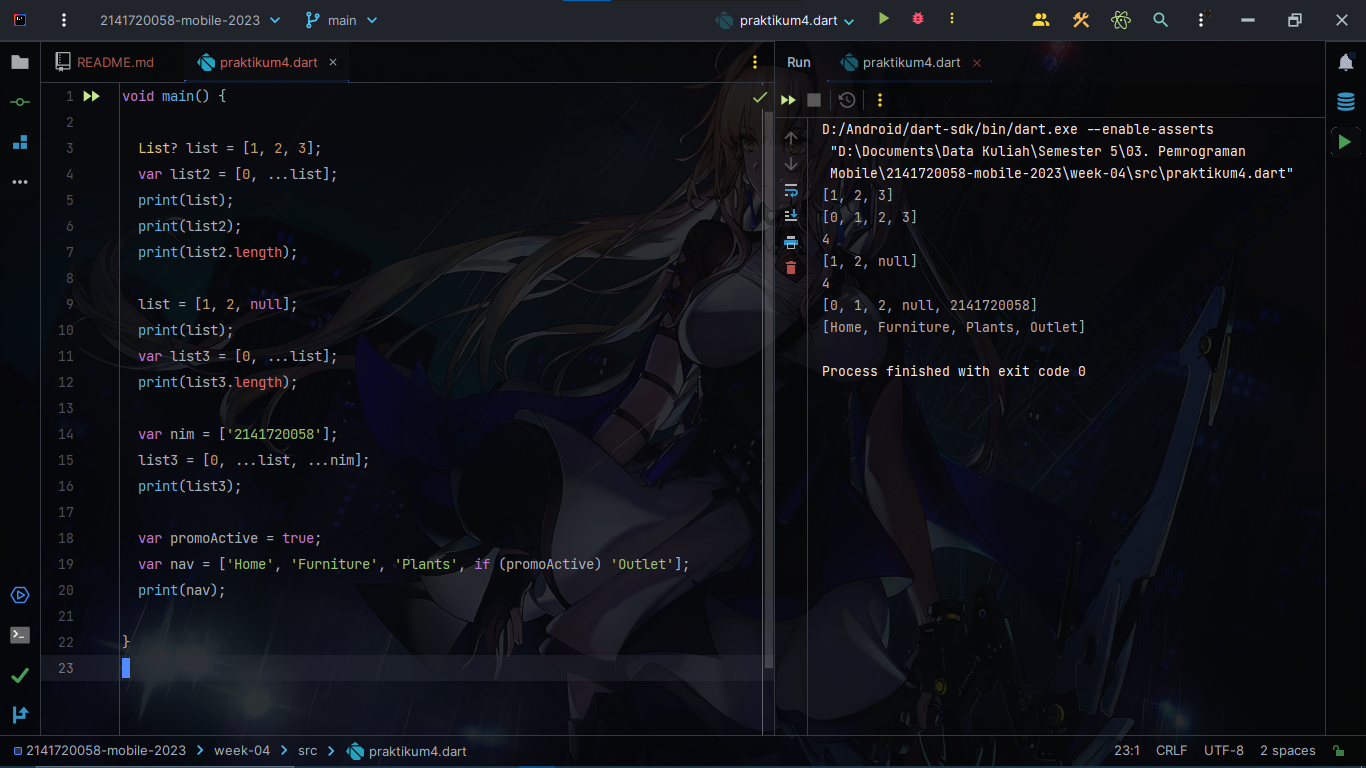 2141720058-mobile-2023 main praktikum4.dart
README.md praktikum4.dart Run praktikum4.dart
1 void main() {
2
3 List? list = [1, 2, 3];
4 var list2 = [0, ...list];
5 print(list);
6 print(list2);
7 print(list2.length);
8
9 list = [1, 2, null];
10 print(list);
11 var list3 = [0, ...list];
12 print(list3.length);
13
14 var nim = ['2141720058'];
15 list3 = [0, ...list, ...nim];
16 print(list3);
17
18 var promoActive = true;
19 var nav = ['Home', 'Furniture', 'Plants', if (promoActive) 'Outlet'];
20 print(nav);
21
22 }
23
D:/Android/dart-sdk/bin/dart.exe --enable-asserts
"D:\Documents\Data Kuliah\Semester 5\03. Pemrograman
Mobile\2141720058-mobile-2023\week-04\src\praktikum4.dart"
[1, 2, 3]
[0, 1, 2, 3]
4
[1, 2, null]
4
[0, 1, 2, null, 2141720058]
[Home, Furniture, Plants, Outlet]
Process finished with exit code 0
2141720058-mobile-2023 week-04 src praktikum4.dart 23:1 CRLF UTF-8 2 spaces